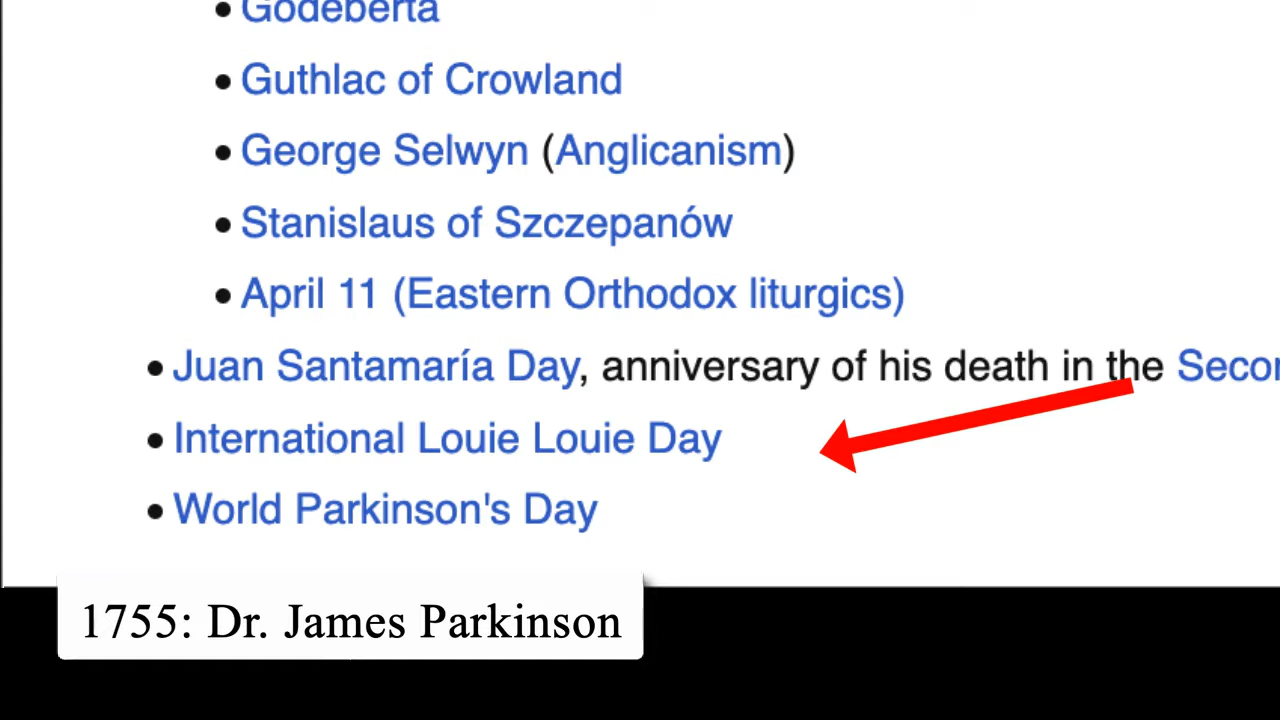 Godeberta
Guthlac of Crowland
George Selwyn (Anglicanism)
Stanislaus of Szczepanów
April 11 (Eastern Orthodox liturgics)
Juan Santamaría Day, anniversary of his death in the
International Louie Louie Day
World Parkinson's Day
1755: Dr. James Parkinson